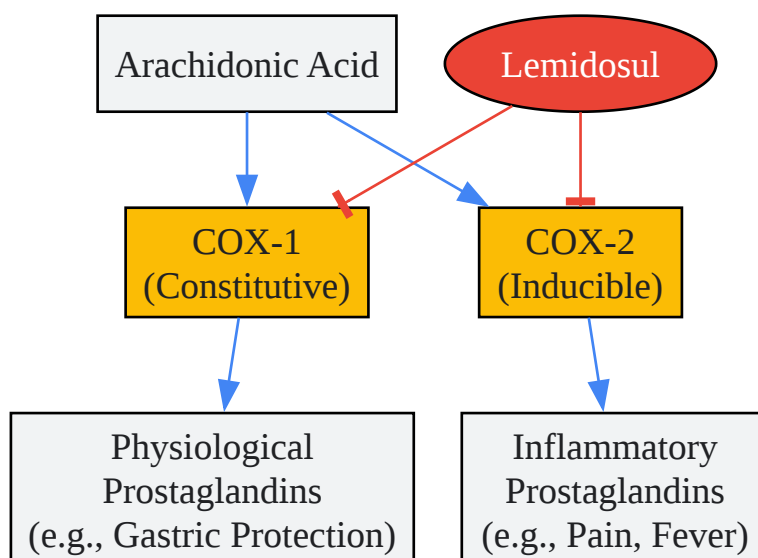 Arachidonic Acid
Lemidosul
COX-1
(Constitutive)
COX-2
(Inducible)
Physiological
Prostaglandins
(e.g., Gastric Protection)
Inflammatory
Prostaglandins
(e.g., Pain, Fever)